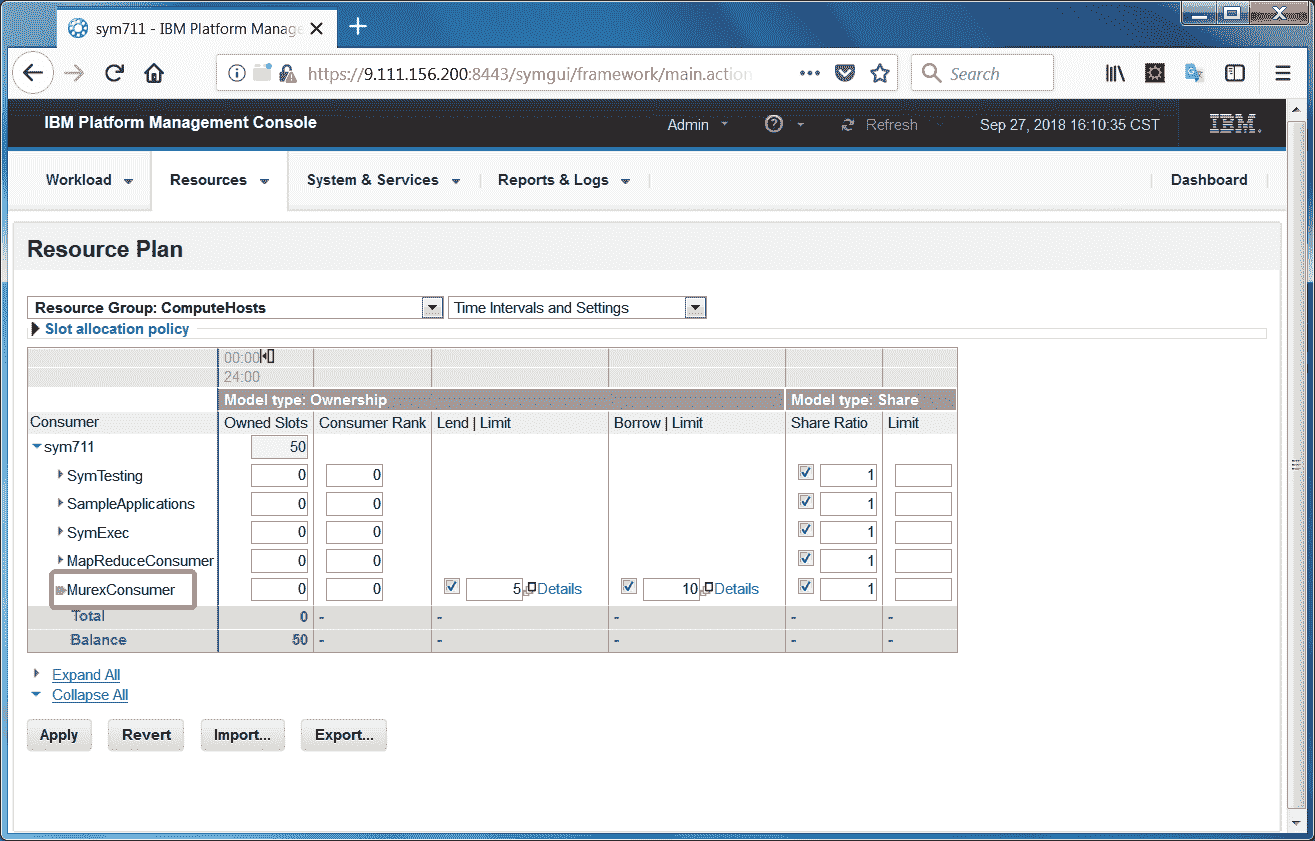 sym711 - IBM Platform Manage
https://9.111.156.200:8443/symgui/framework/main.action
Search
IBM Platform Management Console
Admin
Refresh
Sep 27, 2018 16:10:35 CST
IBM.
Workload
Resources
System & Services
Reports & Logs
Dashboard
Resource Plan
Resource Group: ComputeHosts
Time Intervals and Settings
Slot allocation policy
00:00
24:00
Model type: Ownership Model type: Share
Consumer Owned Slots Consumer Rank Lend | Limit Borrow | Limit Share Ratio Limit
sym711 50
SymTesting 0 0 1
SampleApplications 0 0 1
SymExec 0 0 1
MapReduceConsumer 0 0 1
MurexConsumer 0 0 5 Details 10 Details 1
Total 0 - - - - -
Balance 50 - - - - -
Expand All
Collapse All
Apply Revert Import... Export...